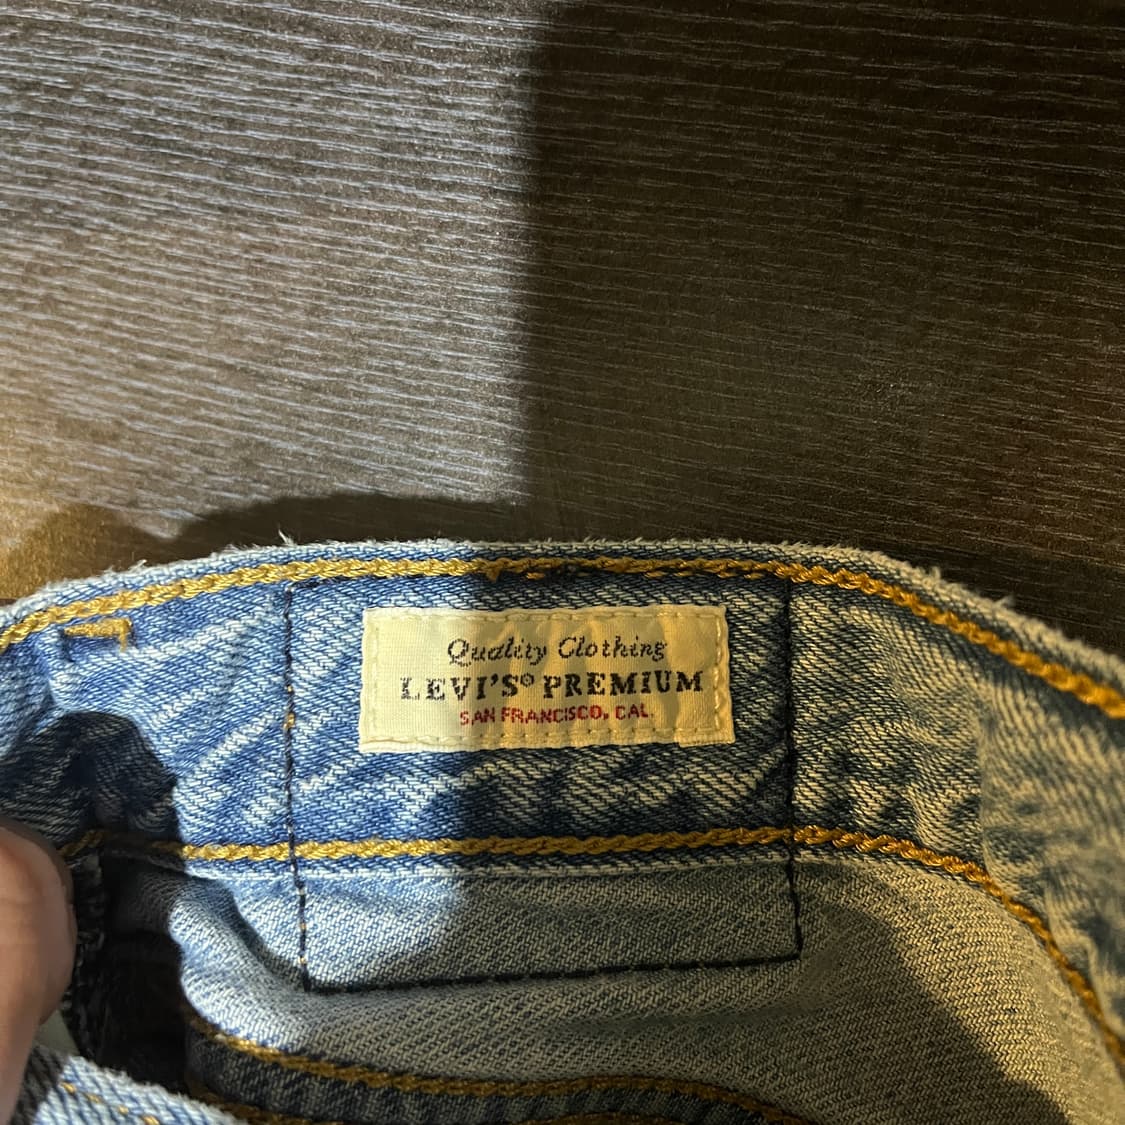 Quality Clothing
LEVI'S® PREMIUM
SAN FRANCISCO, CAL.